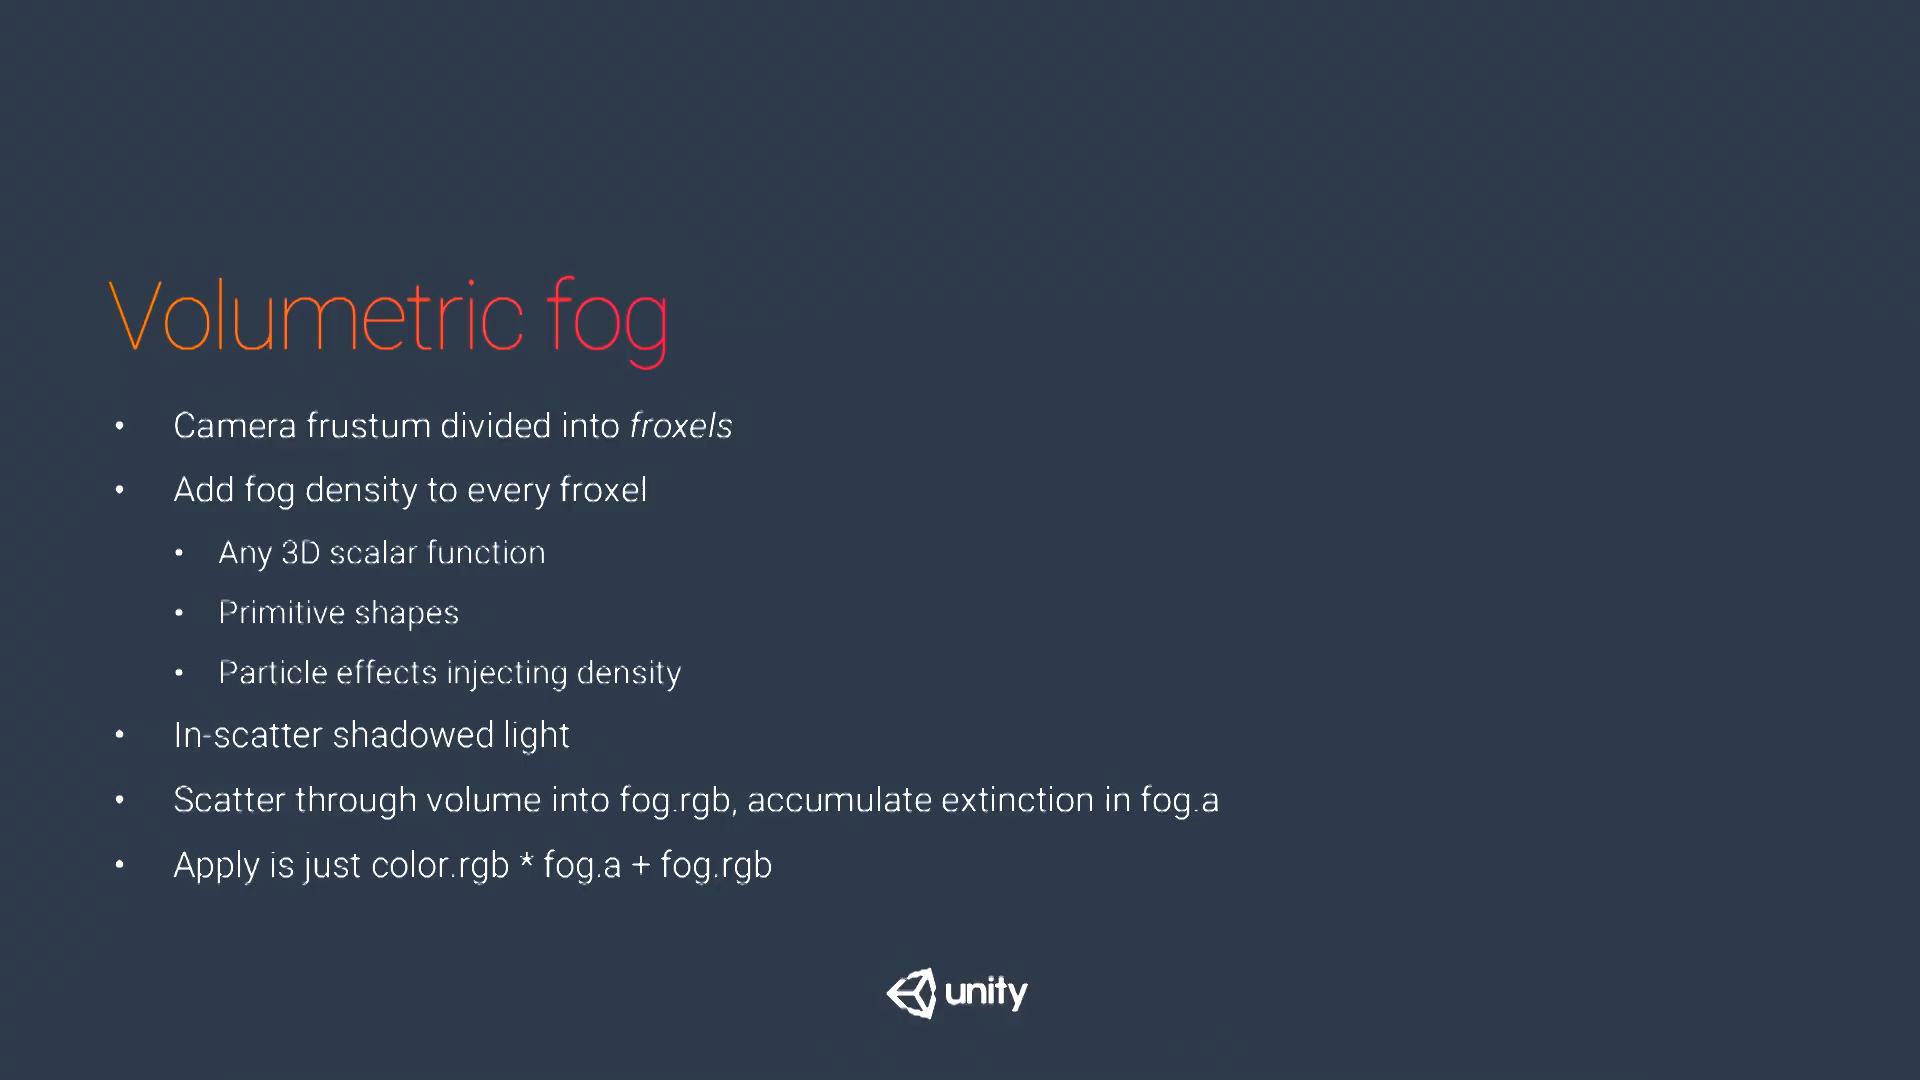 Volumetric fog
• Camera frustum divided into froxels
• Add fog density to every froxel
• Any 3D scalar function
• Primitive shapes
• Particle effects injecting density
• In-scatter shadowed light
• Scatter through volume into fog.rgb, accumulate extinction in fog.a
• Apply is just color.rgb * fog.a + fog.rgb
unity